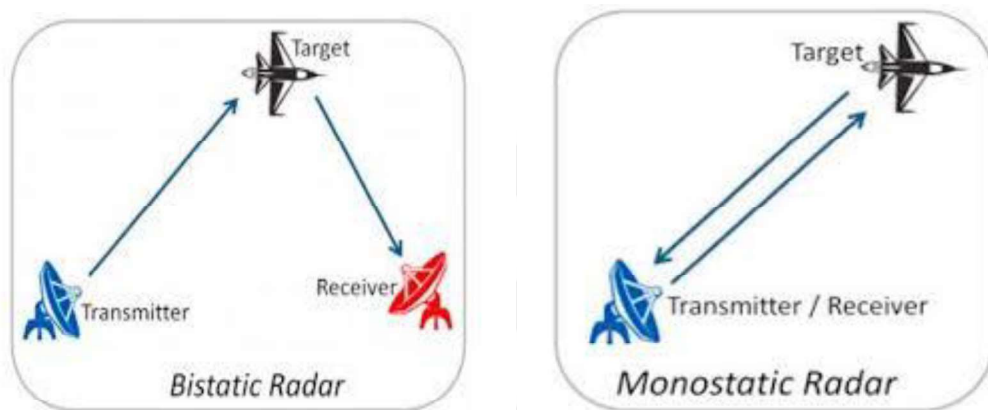 Target
Transmitter
Receiver
Bistatic Radar
Target
Transmitter / Receiver
Monostatic Radar